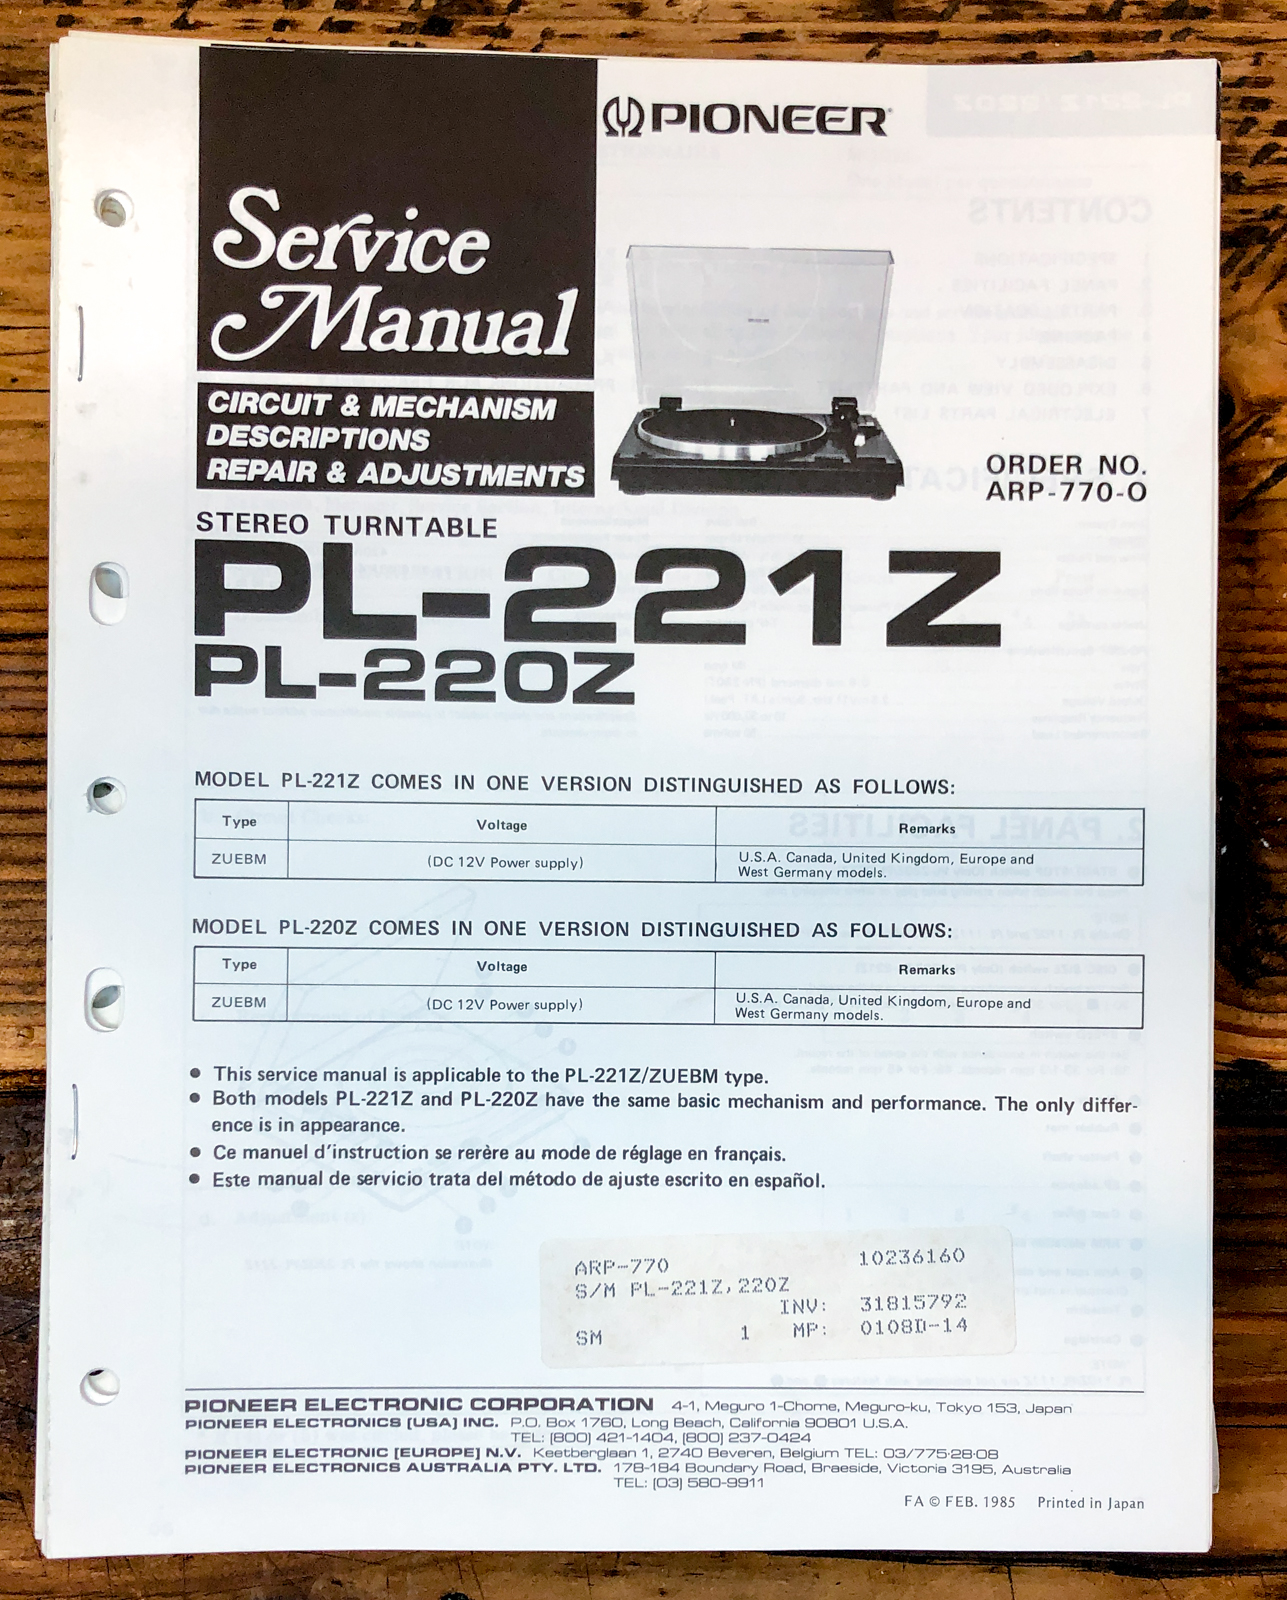 PIONEER
Service
Manual
CIRCUIT & MECHANISM
DESCRIPTIONS
REPAIR & ADJUSTMENTS
ORDER NO.
ARP-770-O
STEREO TURNTABLE
PL-221Z
PL-220Z
MODEL PL-221Z COMES IN ONE VERSION DISTINGUISHED AS FOLLOWS:
Type Voltage Remarks
ZUEBM (DC 12V Power supply) U.S.A. Canada, United Kingdom, Europe and
West Germany models.
MODEL PL-220Z COMES IN ONE VERSION DISTINGUISHED AS FOLLOWS:
Type Voltage Remarks
ZUEBM (DC 12V Power supply) U.S.A. Canada, United Kingdom, Europe and
West Germany models.
● This service manual is applicable to the PL-221Z/ZUEBM type.
● Both models PL-221Z and PL-220Z have the same basic mechanism and performance. The only differ-
ence is in appearance.
● Ce manuel d'instruction se rerère au mode de réglage en français.
● Este manual de servicio trata del método de ajuste escrito en español.
ARP-770 10236160
S/M PL-221Z,220Z
INV: 31815792
SM 1 MP: 0108D-14
PIONEER ELECTRONIC CORPORATION 4-1, Meguro 1-Chome, Meguro-ku, Tokyo 153, Japan
PIONEER ELECTRONICS [USA] INC. P.O. Box 1760, Long Beach, California 90801 U.S.A.
TEL: [800] 421-1404, [800] 237-0424
PIONEER ELECTRONIC [EUROPE] N.V. Keetberglaan 1, 2740 Beveren, Belgium TEL: 03/775·28·08
PIONEER ELECTRONICS AUSTRALIA PTY. LTD. 178-184 Boundary Road, Braeside, Victoria 3195, Australia
TEL: [03] 580-9911
FA © FEB. 1985 Printed in Japan